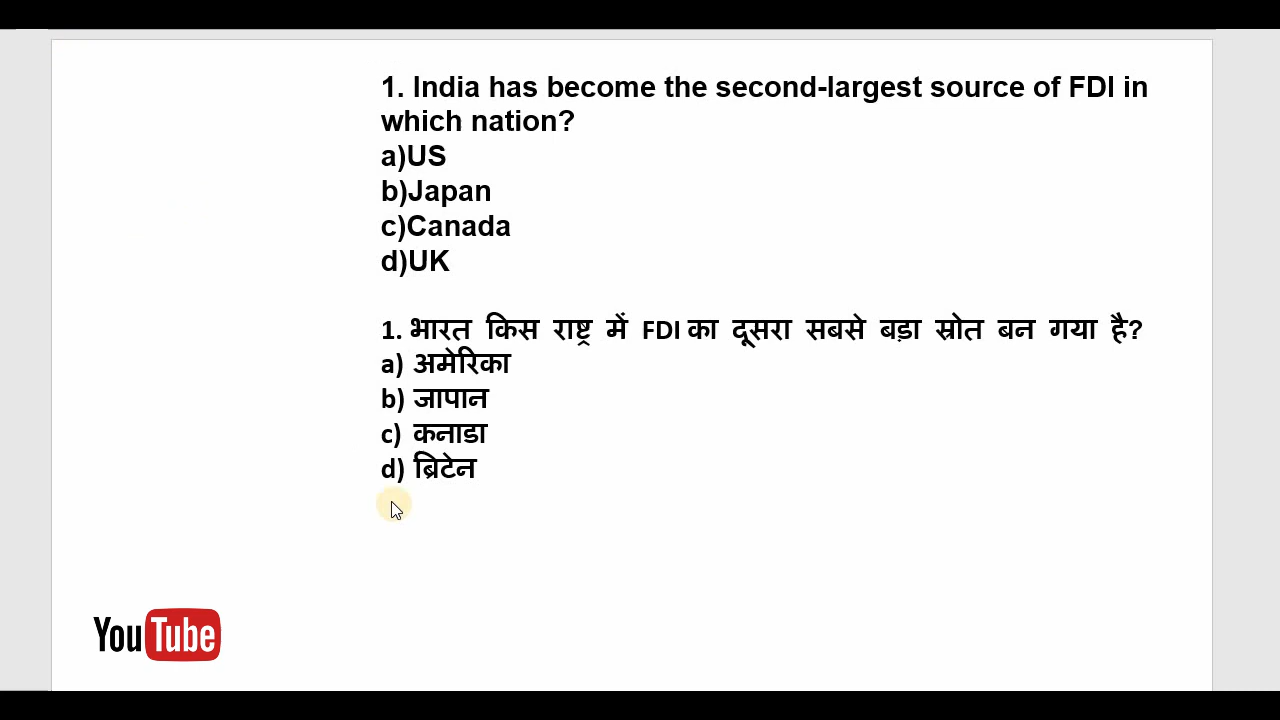 1. India has become the second-largest source of FDI in
which nation?
a)US
b)Japan
c)Canada
d)UK
1. भारत किस राष्ट्र में FDI का दूसरा सबसे बड़ा स्रोत बन गया है?
a) अमेरिका
b) जापान
c) कनाडा
d) ब्रिटेन
YouTube